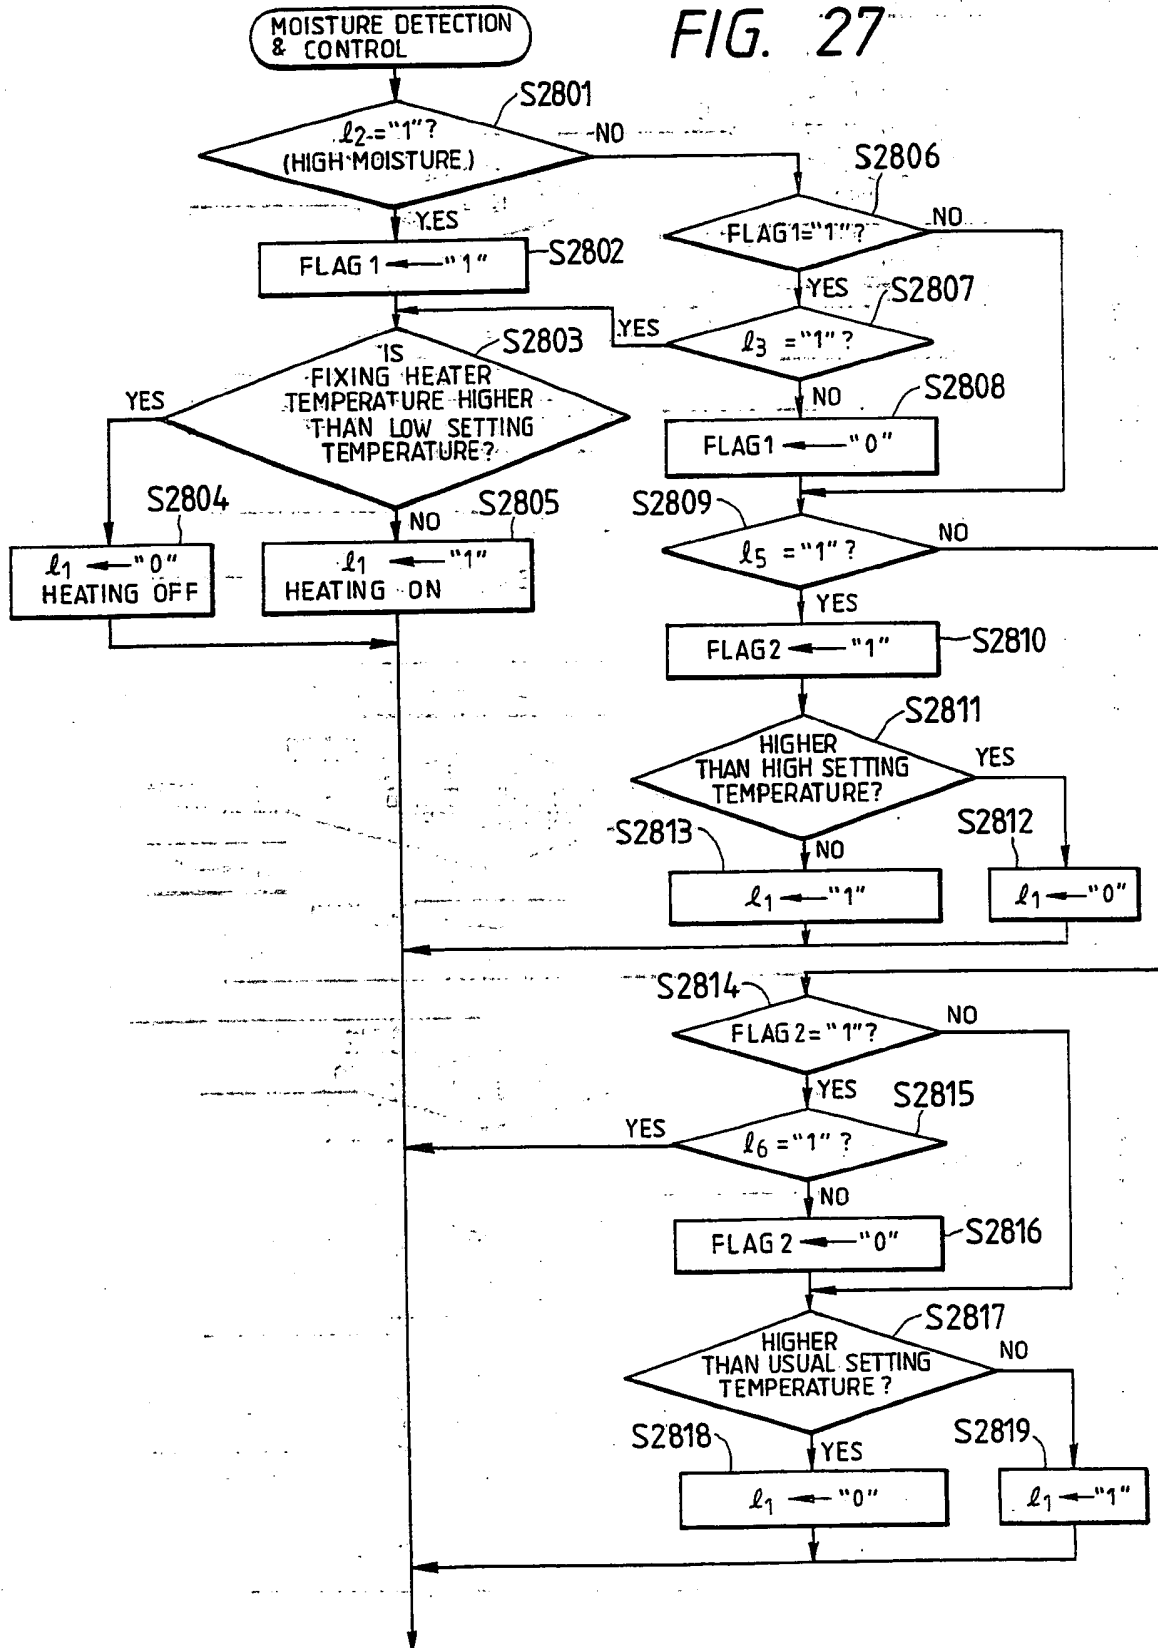 FIG. 27
MOISTURE DETECTION
& CONTROL
S2801
l2="1"?
(HIGH MOISTURE)
NO
YES
S2802
FLAG 1 ← "1"
S2806
FLAG1="1"?
NO
YES
S2807
l3 ="1"?
YES
NO
S2808
FLAG1 ← "0"
S2803
IS
FIXING HEATER
TEMPERATURE HIGHER
THAN LOW SETTING
TEMPERATURE?
YES
NO
S2804
l1 ← "0"
HEATING OFF
S2805
l1 ← "1"
HEATING ON
S2809
l5 ="1"?
NO
YES
FLAG2 ← "1"
S2810
S2811
HIGHER
THAN HIGH SETTING
TEMPERATURE?
YES
NO
S2813
l1 ← "1"
S2812
l1 ← "0"
S2814
FLAG 2="1"?
NO
YES
S2815
l6 ="1"?
YES
NO
FLAG 2 ← "0"
S2816
S2817
HIGHER
THAN USUAL SETTING
TEMPERATURE?
NO
YES
S2818
l1 ← "0"
S2819
l1 ← "1"